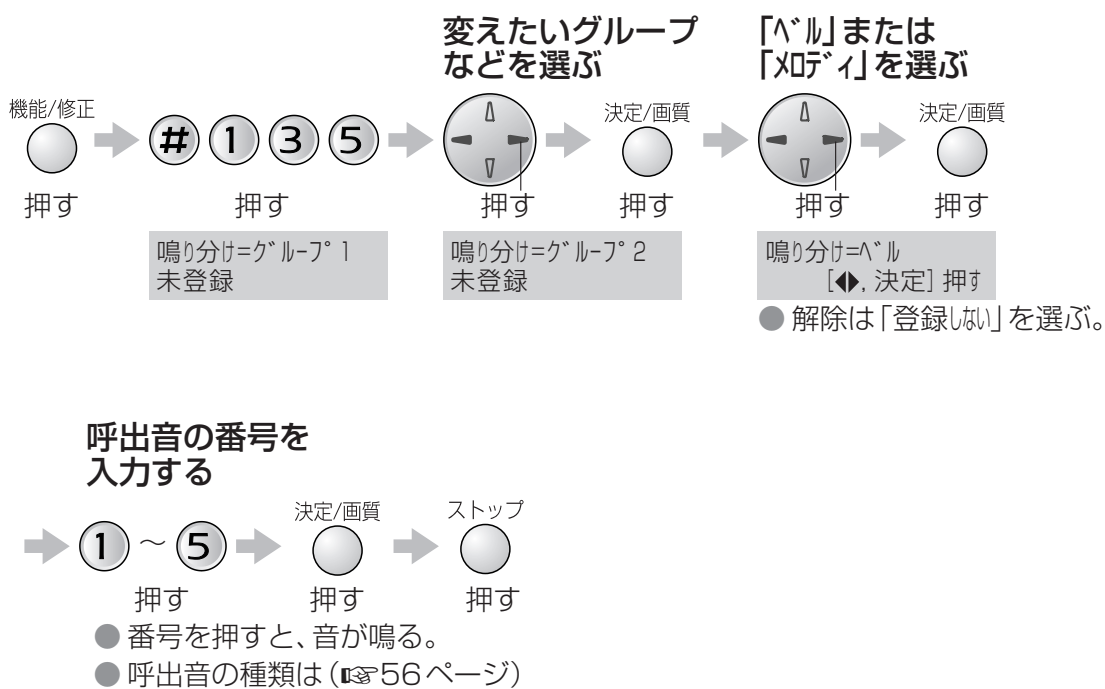 変えたいグループ
などを選ぶ
「ﾍﾞﾙ」または
「ﾒﾛﾃﾞｨ」を選ぶ
機能/修正
決定/画質
決定/画質
# 1 3 5
押す
押す
押す
押す
押す
押す
鳴り分け=ｸﾞﾙｰﾌﾟ1
未登録
鳴り分け=ｸﾞﾙｰﾌﾟ2
未登録
鳴り分け=ﾍﾞﾙ
[◀▶, 決定] 押す
● 解除は「登録しない」を選ぶ。
呼出音の番号を
入力する
決定/画質
ストップ
1 ～ 5
押す
押す
押す
● 番号を押すと、音が鳴る。
● 呼出音の種類は (☞56ページ)